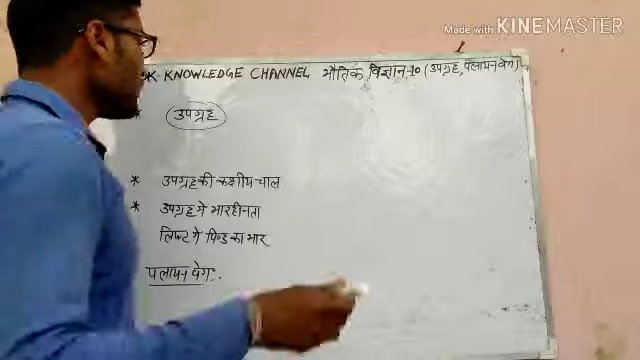 Made with KINEMASTER
K KNOWLEDGE CHANNEL भौतिक विज्ञान-10 (उपग्रह, पलायन वेग)
* उपग्रह
* उपग्रह की कक्षीय चाल
* उपग्रह मे भारहीनता
लिफ्ट मे पिण्ड का भार
पलायन वेग:.